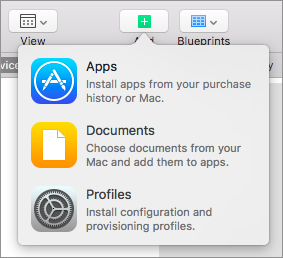 View
Blueprints
Apps
Install apps from your purchase
history or Mac.
Documents
Choose documents from your
Mac and add them to apps.
Profiles
Install configuration and
provisioning profiles.